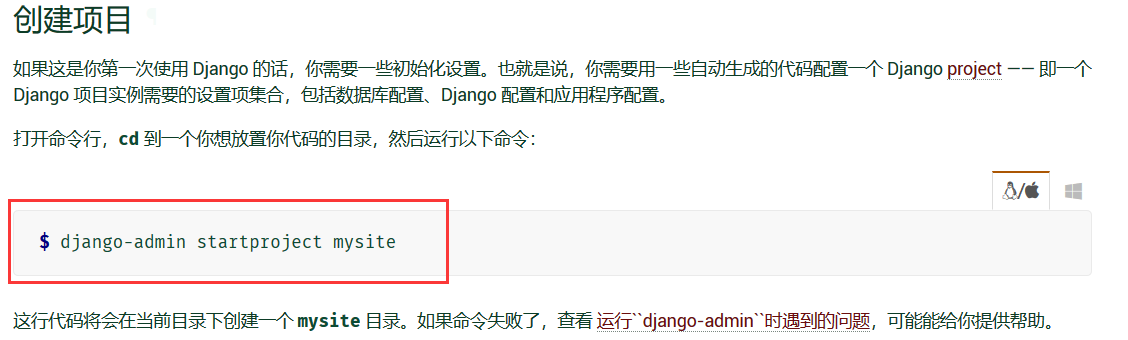 创建项目 ¶
如果这是你第一次使用 Django 的话，你需要一些初始化设置。也就是说，你需要用一些自动生成的代码配置一个 Django project —— 即一个
Django 项目实例需要的设置项集合，包括数据库配置、Django 配置和应用程序配置。
打开命令行，cd 到一个你想放置你代码的目录，然后运行以下命令：
/
$ django-admin startproject mysite
这行代码将会在当前目录下创建一个 mysite 目录。如果命令失败了，查看 运行``django-admin``时遇到的问题，可能能给你提供帮助。